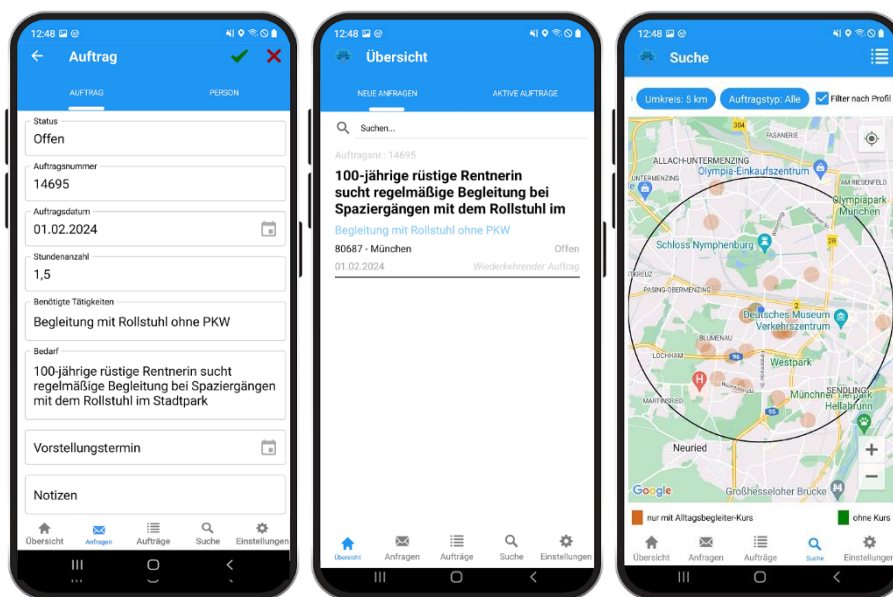 12:48
Auftrag
AUFTRAG PERSON
Status
Offen
Auftragsnummer
14695
Auftragsdatum
01.02.2024
Stundenanzahl
1,5
Benötigte Tätigkeiten
Begleitung mit Rollstuhl ohne PKW
Bedarf
100-jährige rüstige Rentnerin sucht
regelmäßige Begleitung bei Spaziergängen
mit dem Rollstuhl im Stadtpark
Vorstellungstermin
Notizen
Übersicht Anfragen Aufträge Suche Einstellungen
12:48
Übersicht
NEUE ANFRAGEN AKTIVE AUFTRÄGE
Suchen...
Auftragsnr.: 14695
100-jährige rüstige Rentnerin
sucht regelmäßige Begleitung bei
Spaziergängen mit dem Rollstuhl im
Begleitung mit Rollstuhl ohne PKW
80687 - München Offen
01.02.2024 Wiederkehrender Auftrag
Übersicht Anfragen Aufträge Suche Einstellungen
12:48
Suche
Umkreis: 5 km Auftragstyp: Alle Filter nach Profil
304
FASANERIE
ALLACH-UNTERMENZING
UNTERMENZING
Olympia-Einkaufszentrum
AM RIESENFELD
Olympiapark
München
2R
Schloss Nymphenburg
PASING-OBERMENZING
2
Deutsches Museum
Verkehrszentrum
BLUMENAU
LOCHHAM
96
Westpark
H
MARTINSRIED
SENDLING
Münchner Tierpark
Hellabrunn
95
Neuried
+
−
Google
Großhesseloher Brücke
nur mit Alltagsbegleiter-Kurs ohne Kurs
Übersicht Anfragen Aufträge Suche Einstellungen